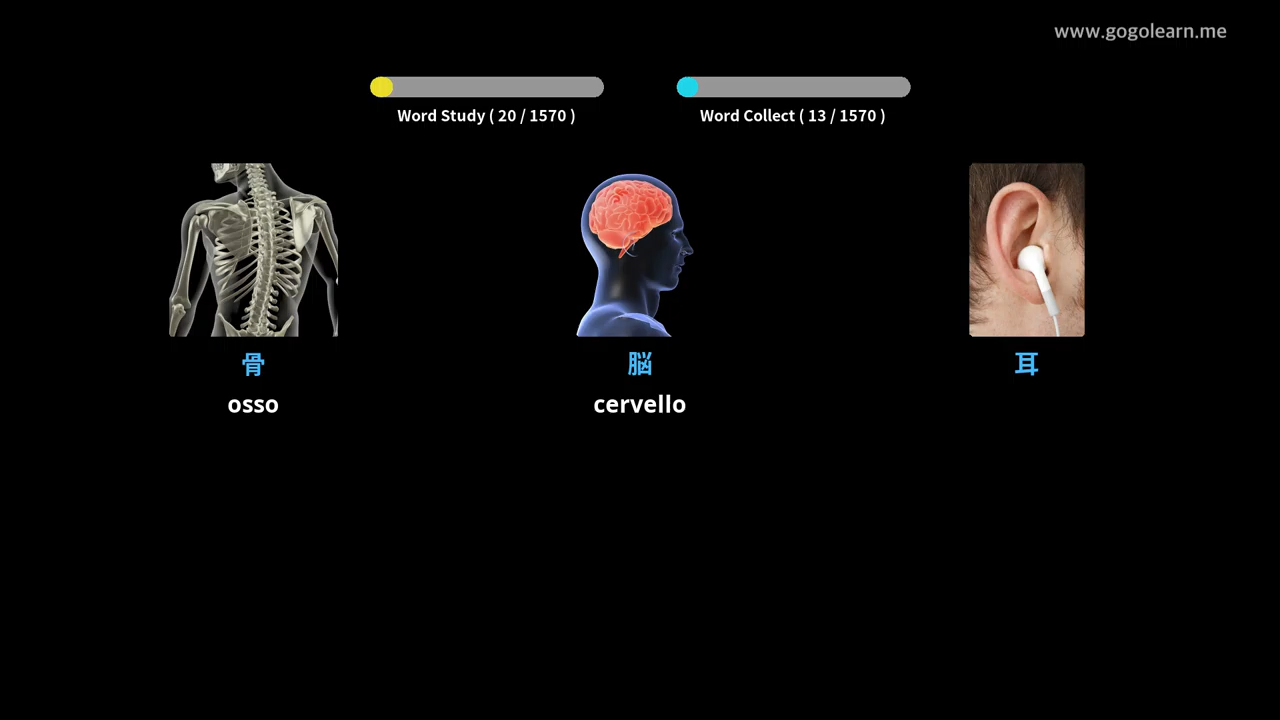 www.gogolearn.me
Word Study ( 20 / 1570 )
Word Collect ( 13 / 1570 )
骨
脳
耳
osso
cervello